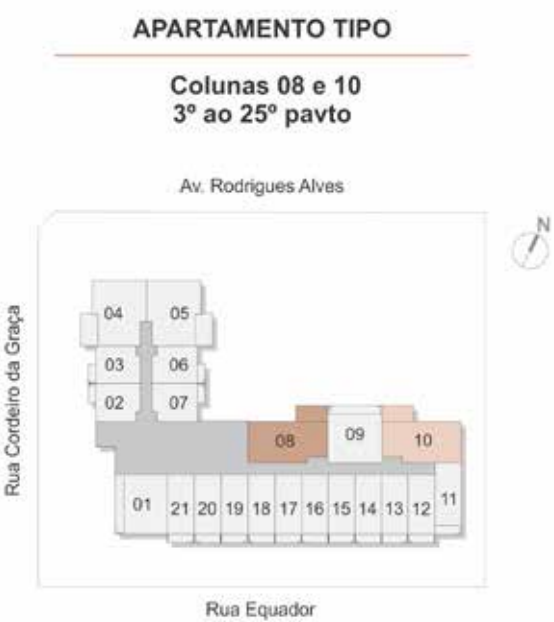 APARTAMENTO TIPO
Colunas 08 e 10
3º ao 25º pavto
Av. Rodrigues Alves
N
Rua Cordeiro da Graça
04 05
03 06
02 07
08 09 10
01 21 20 19 18 17 16 15 14 13 12 11
Rua Equador